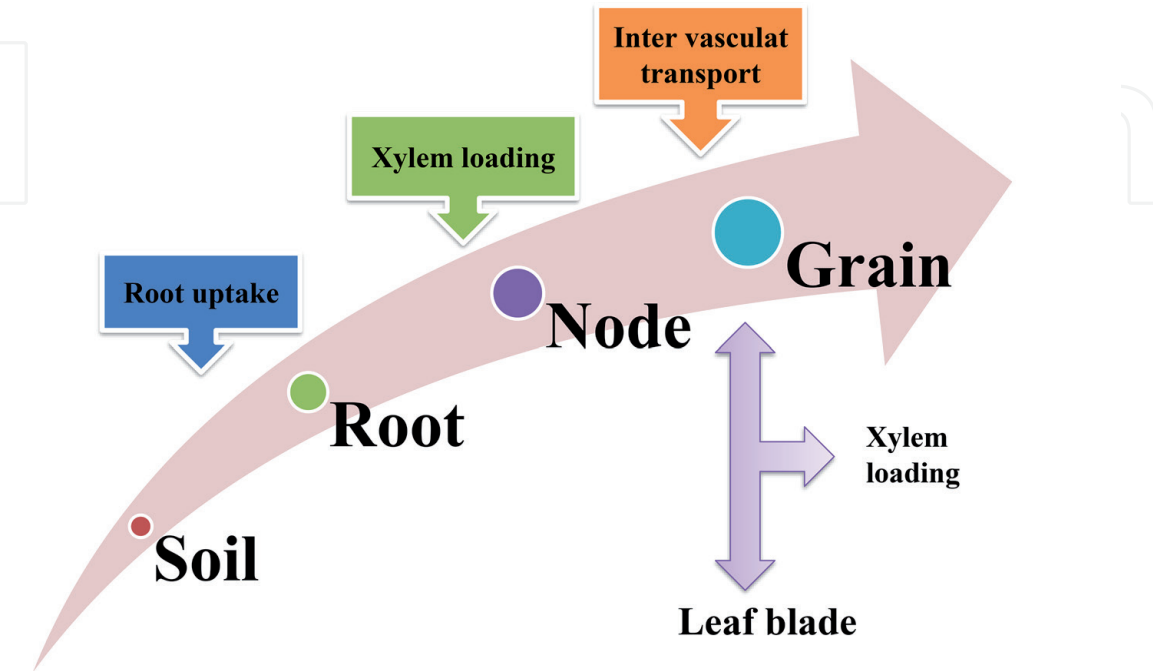 Inter vasculat
transport
Xylem loading
Root uptake
Grain
Node
Root
Soil
Xylem
loading
Leaf blade